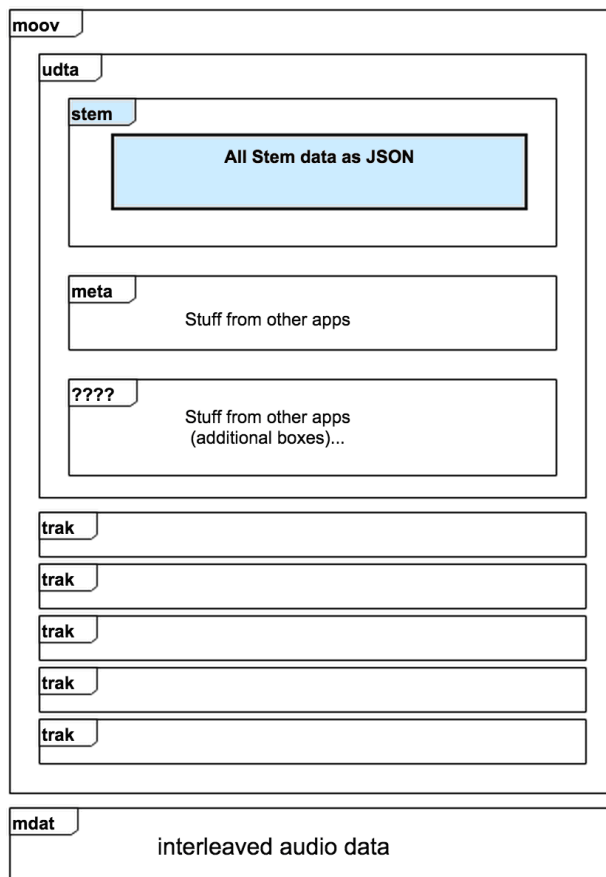 moov
udta
stem
All Stem data as JSON
meta
Stuff from other apps
????
Stuff from other apps
(additional boxes)...
trak
trak
trak
trak
trak
mdat
interleaved audio data